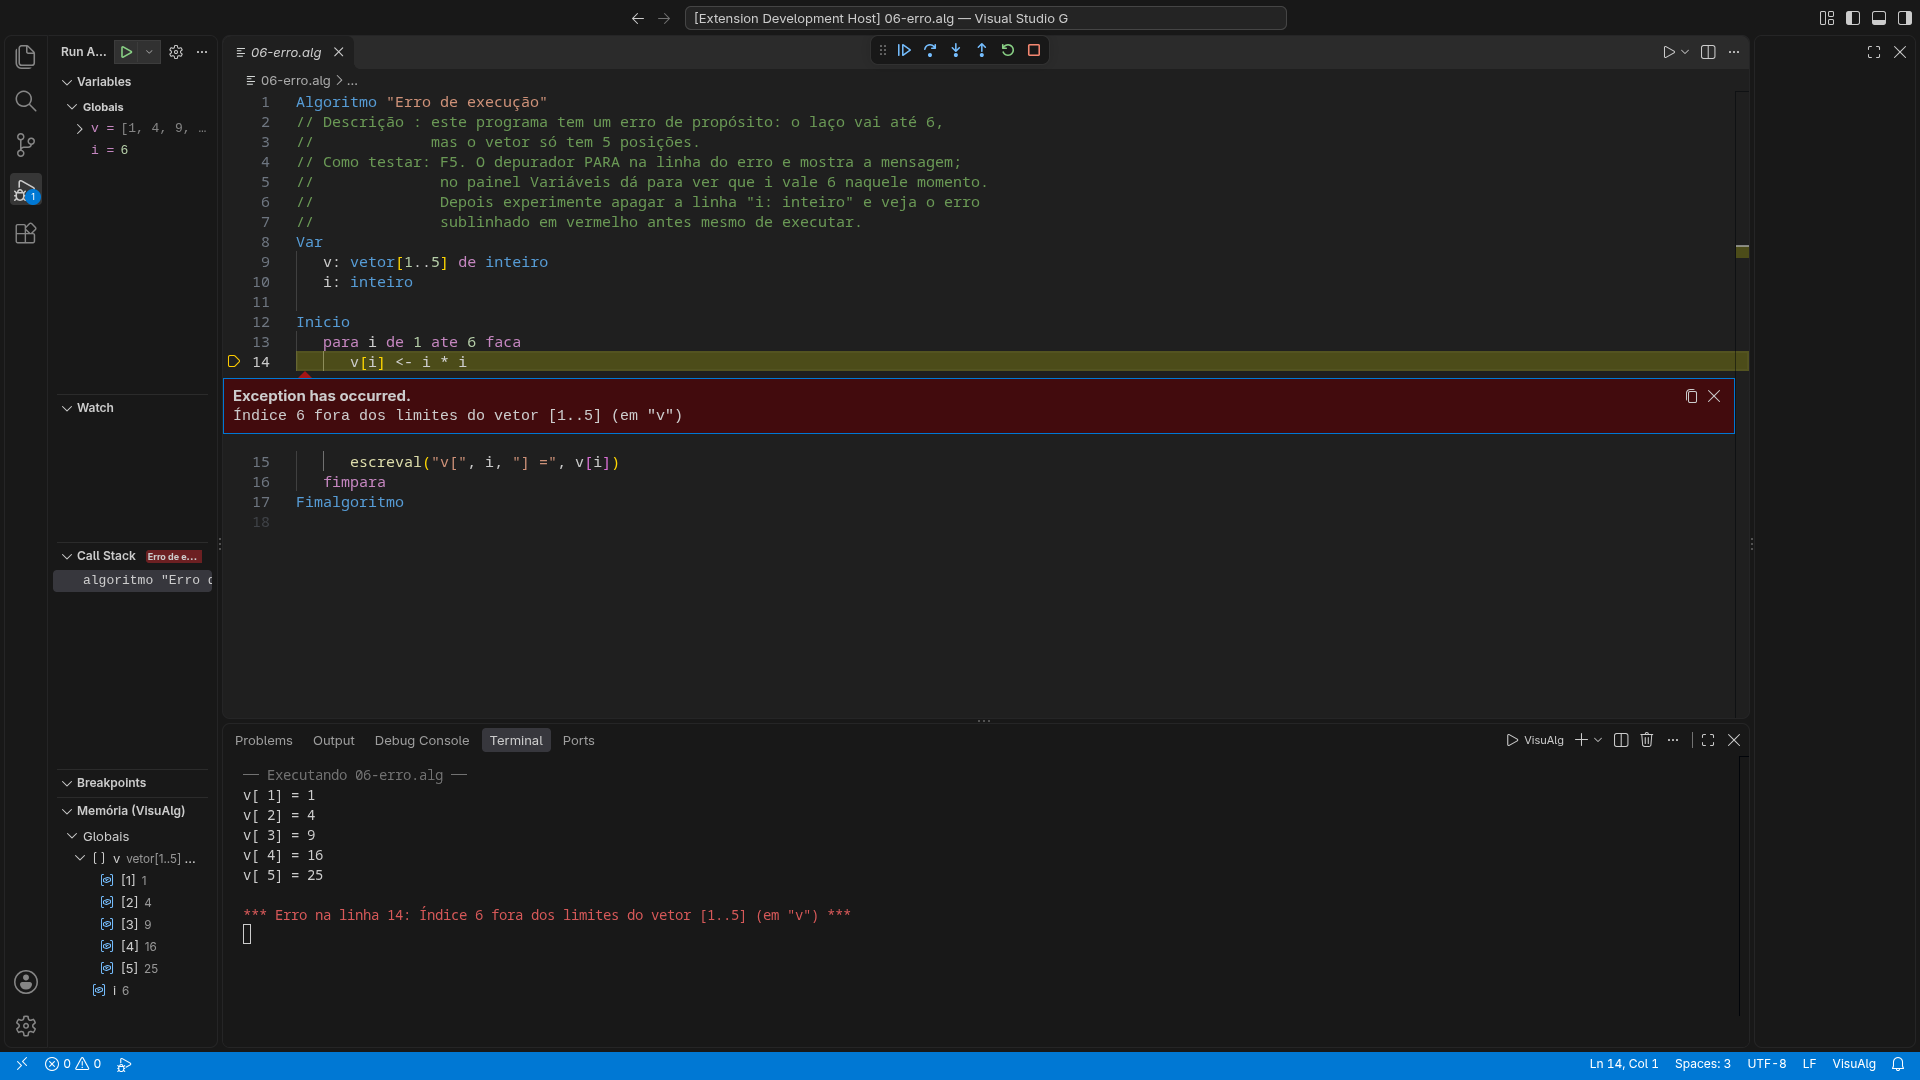 [Extension Development Host] 06-erro.alg — Visual Studio G
Run A...
Variables
Globais
v = [1, 4, 9, ...
i = 6
Watch
Call Stack
Erro de e...
algoritmo "Erro
Breakpoints
Memória (VisuAlg)
Globais
v vetor[1..5] ...
[1] 1
[2] 4
[3] 9
[4] 16
[5] 25
i 6
1
06-erro.alg
06-erro.alg > ...
1 Algoritmo "Erro de execução"
2 // Descrição : este programa tem um erro de propósito: o laço vai até 6,
3 //             mas o vetor só tem 5 posições.
4 // Como testar: F5. O depurador PARA na linha do erro e mostra a mensagem;
5 //              no painel Variáveis dá para ver que i vale 6 naquele momento.
6 //              Depois experimente apagar a linha "i: inteiro" e veja o erro
7 //              sublinhado em vermelho antes mesmo de executar.
8 Var
9    v: vetor[1..5] de inteiro
10    i: inteiro
11
12 Inicio
13    para i de 1 ate 6 faca
14       v[i] <- i * i
Exception has occurred.
Índice 6 fora dos limites do vetor [1..5] (em "v")
15       escreval("v[", i, "] =", v[i])
16    fimpara
17 Fimalgoritmo
18
Problems Output Debug Console Terminal Ports
VisuAlg
── Executando 06-erro.alg ──
v[ 1] = 1
v[ 2] = 4
v[ 3] = 9
v[ 4] = 16
v[ 5] = 25
*** Erro na linha 14: Índice 6 fora dos limites do vetor [1..5] (em "v") ***
0 0
Ln 14, Col 1 Spaces: 3 UTF-8 LF VisuAlg